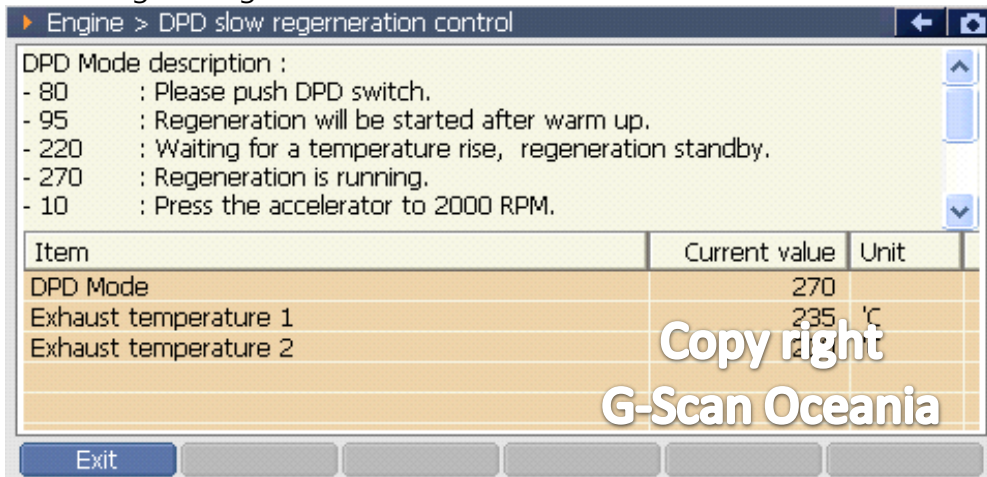 Engine > DPD slow regerneration control
DPD Mode description :
- 80 : Please push DPD switch.
- 95 : Regeneration will be started after warm up.
- 220 : Waiting for a temperature rise, regeneration standby.
- 270 : Regeneration is running.
- 10 : Press the accelerator to 2000 RPM.
Item Current value Unit
DPD Mode 270
Exhaust temperature 1 235 ℃
Exhaust temperature 2
Copy right
G-Scan Oceania
Exit